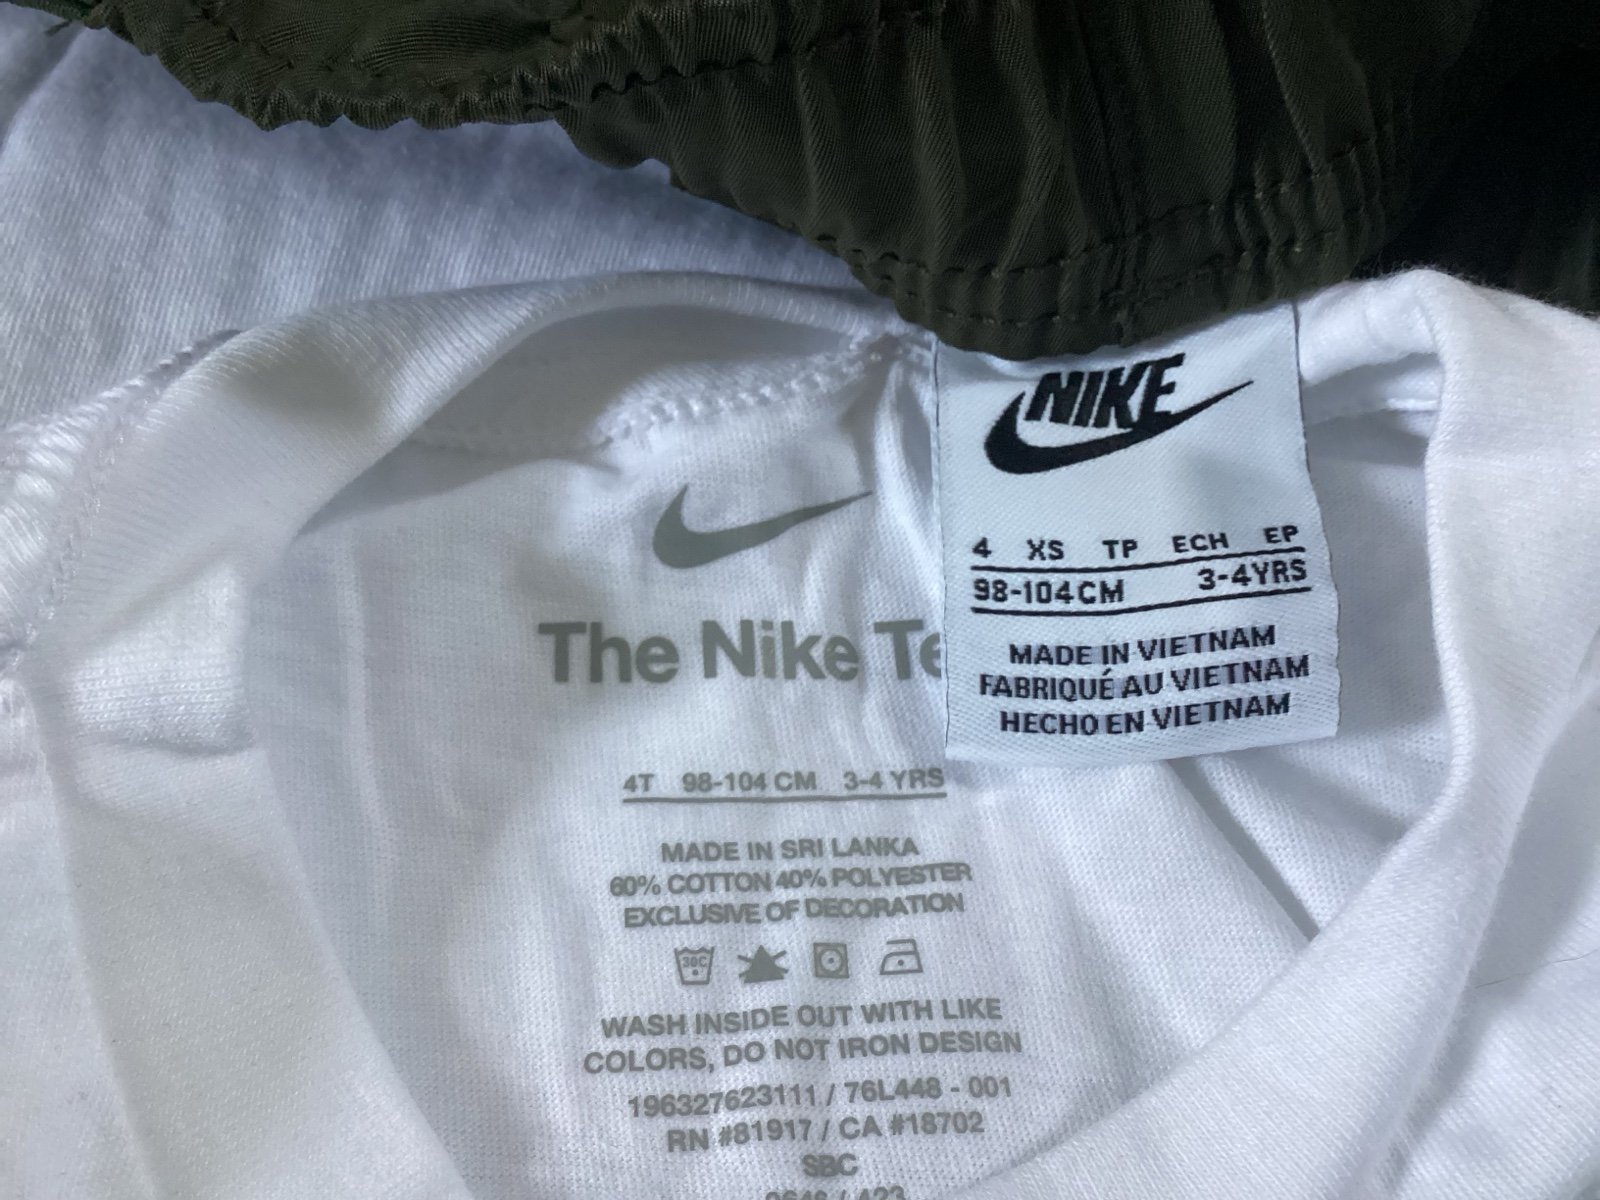 NIKE
4 XS TP ECH EP
98-104CM 3-4YRS
MADE IN VIETNAM
FABRIQUÉ AU VIETNAM
HECHO EN VIETNAM
The Nike
4T 98-104 CM 3-4 YRS
MADE IN SRI LANKA
60% COTTON 40% POLYESTER
EXCLUSIVE OF DECORATION
30C
WASH INSIDE OUT WITH LIKE
COLORS, DO NOT IRON DESIGN
196327623111 / 76L448 - 001
RN #81917 / CA #18702
SBC